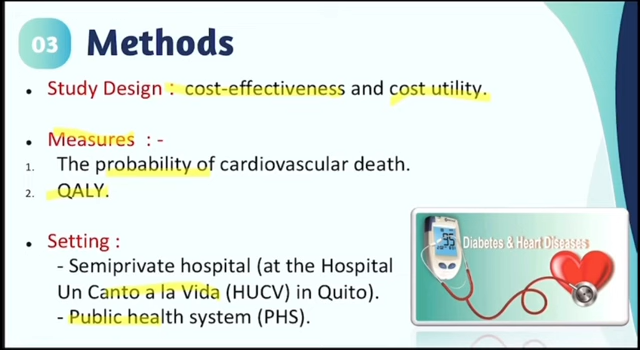 03 Methods
• Study Design : cost-effectiveness and cost utility.
• Measures : -
1. The probability of cardiovascular death.
2. QALY.
• Setting :
- Semiprivate hospital (at the Hospital
Un Canto a la Vida (HUCV) in Quito).
- Public health system (PHS).
95
Diabetes & Heart Diseases